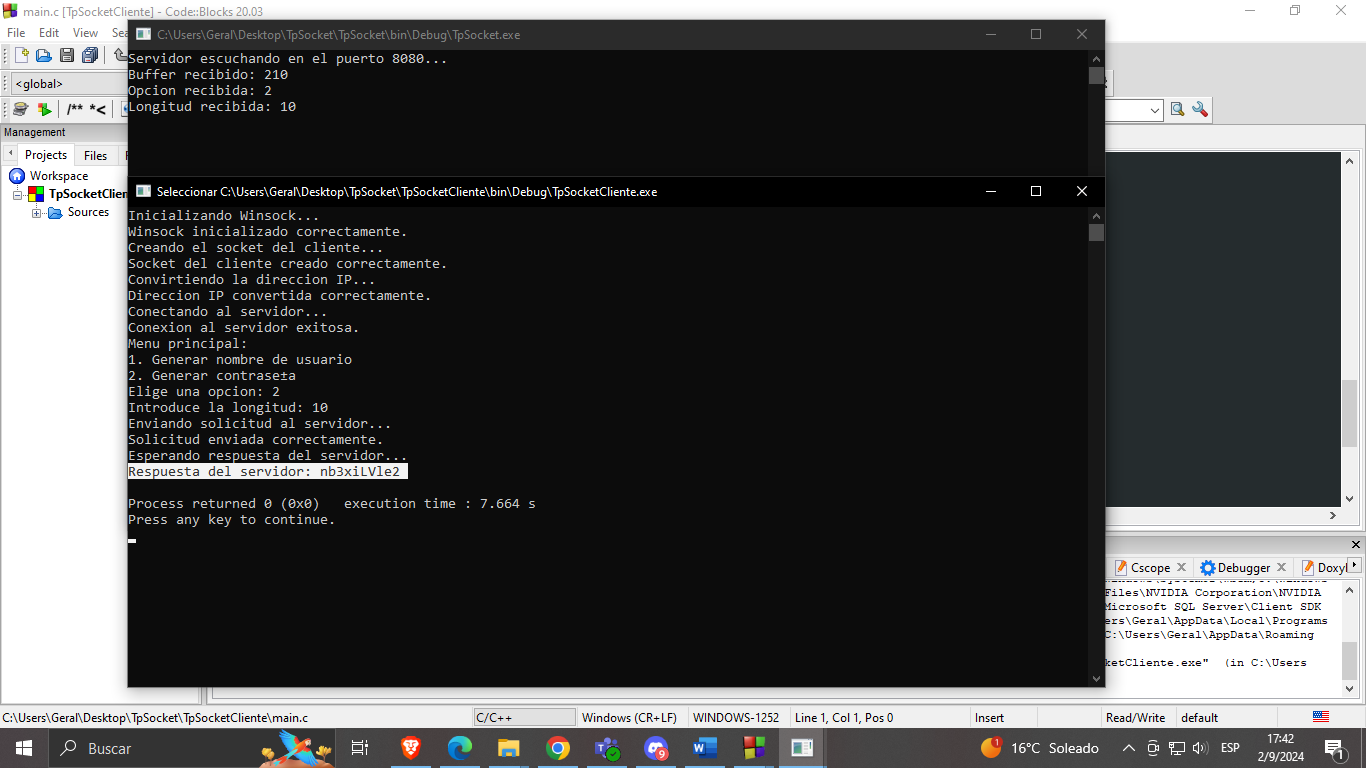 main.c [TpSocketCliente] - Code::Blocks 20.03
File Edit View
C:\Users\Geral\Desktop\TpSocket\TpSocket\bin\Debug\TpSocket.exe
Servidor escuchando en el puerto 8080...
Buffer recibido: 210
Opcion recibida: 2
Longitud recibida: 10
<global>
/** *<
Management
Projects Files
Workspace
TpSocketClien
Sources
Seleccionar C:\Users\Geral\Desktop\TpSocket\TpSocketCliente\bin\Debug\TpSocketCliente.exe
Inicializando Winsock...
Winsock inicializado correctamente.
Creando el socket del cliente...
Socket del cliente creado correctamente.
Convirtiendo la direccion IP...
Direccion IP convertida correctamente.
Conectando al servidor...
Conexion al servidor exitosa.
Menu principal:
1. Generar nombre de usuario
2. Generar contrase±a
Elige una opcion: 2
Introduce la longitud: 10
Enviando solicitud al servidor...
Solicitud enviada correctamente.
Esperando respuesta del servidor...
Respuesta del servidor: nb3xiLVle2
Process returned 0 (0x0) execution time : 7.664 s
Press any key to continue.
Cscope Debugger Doxyl
Files\NVIDIA Corporation\NVIDIA
Microsoft SQL Server\Client SDK
ers\Geral\AppData\Local\Programs
C:\Users\Geral\AppData\Roaming
ketCliente.exe" (in C:\Users
C:\Users\Geral\Desktop\TpSocket\TpSocketCliente\main.c C/C++ Windows (CR+LF) WINDOWS-1252 Line 1, Col 1, Pos 0 Insert Read/Write default
Buscar 16°C Soleado ESP 17:42
2/9/2024
1